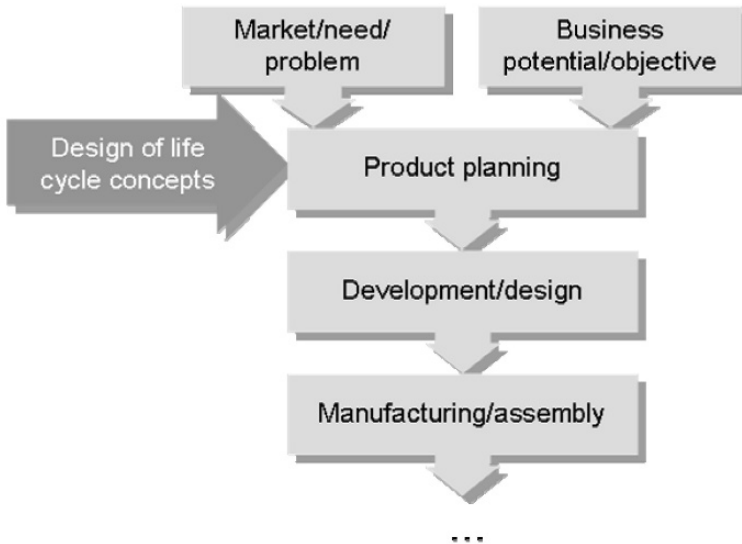 Market/need/
problem
Business
potential/objective
Design of life
cycle concepts
Product planning
Development/design
Manufacturing/assembly
...